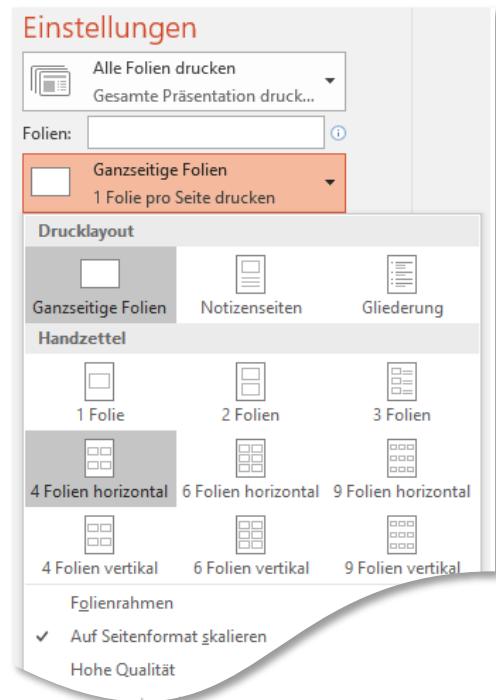 Einstellungen
Alle Folien drucken
Gesamte Präsentation druck...
Folien:
Ganzseitige Folien
1 Folie pro Seite drucken
Drucklayout
Ganzseitige Folien Notizenseiten Gliederung
Handzettel
1 Folie 2 Folien 3 Folien
4 Folien horizontal 6 Folien horizontal 9 Folien horizontal
4 Folien vertikal 6 Folien vertikal 9 Folien vertikal
Folienrahmen
Auf Seitenformat skalieren
Hohe Qualität